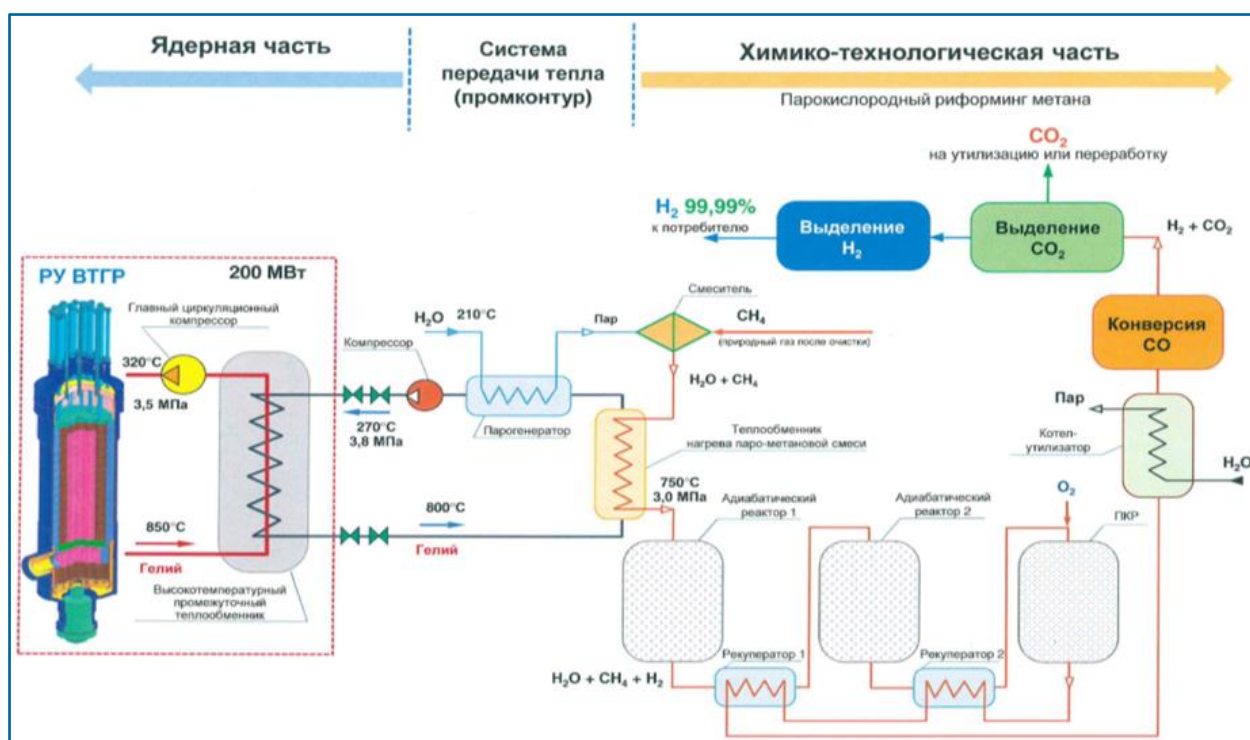 Ядерная часть
Система
передачи тепла
(промконтур)
Химико-технологическая часть
Парокислородный риформинг метана
CO₂
на утилизацию или переработку
H₂ 99,99%
к потребителю
Выделение
H₂
Выделение
CO₂
H₂ + CO₂
РУ ВТГР
200 МВт
Главный циркуляционный
компрессор
320°C
3,5 МПа
850°C
Гелий
Высокотемпературный
промежуточный
теплообменник
H₂O
210°C
Пар
Компрессор
270°C
3,8 МПа
Парогенератор
800°C
Гелий
Смеситель
CH₄
(природный газ после очистки)
H₂O + CH₄
Теплообменник
нагрева паро-метановой смеси
750°C
3,0 МПа
Конверсия
CO
Пар
Котел-
утилизатор
H₂O
O₂
Адиабатический
реактор 1
Адиабатический
реактор 2
ПКР
H₂O + CH₄ + H₂
Рекуператор 1
Рекуператор 2